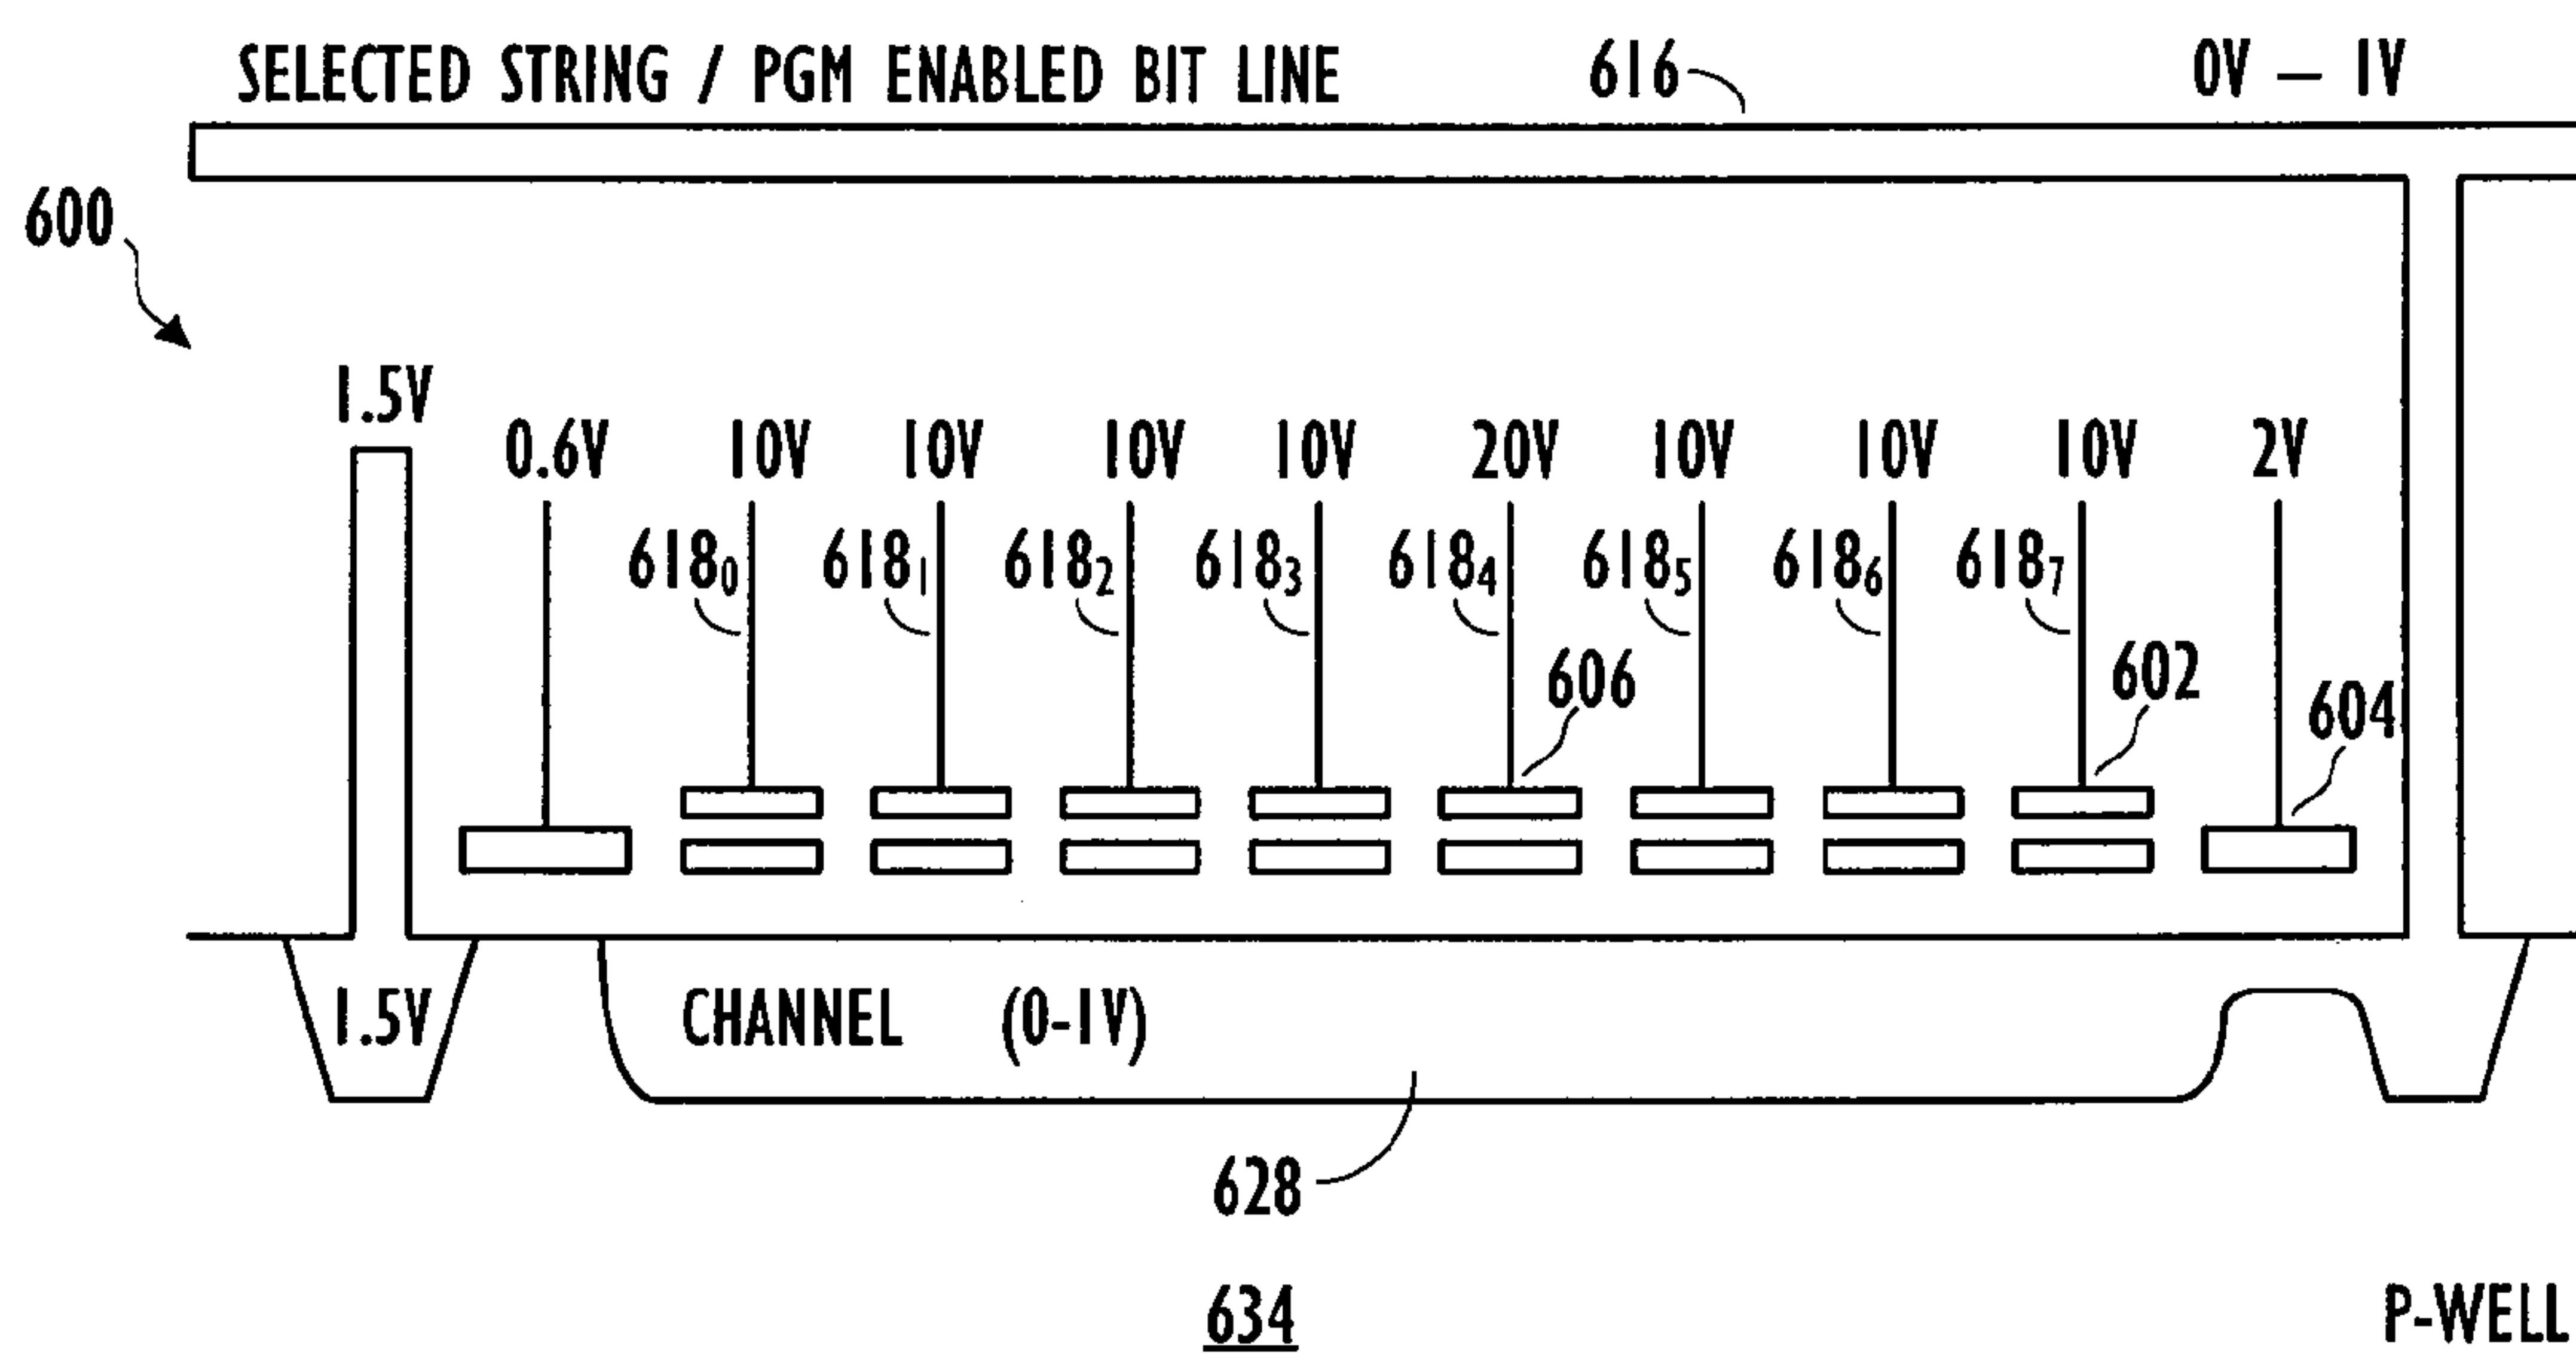 SELECTED STRING / PGM ENABLED BIT LINE 616 0V – 1V
600
1.5V
0.6V 10V 10V 10V 10V 20V 10V 10V 10V 2V
618₀ 618₁ 618₂ 618₃ 618₄ 618₅ 618₆ 618₇
606 602 604
1.5V CHANNEL (0-1V)
628
634
P-WELL